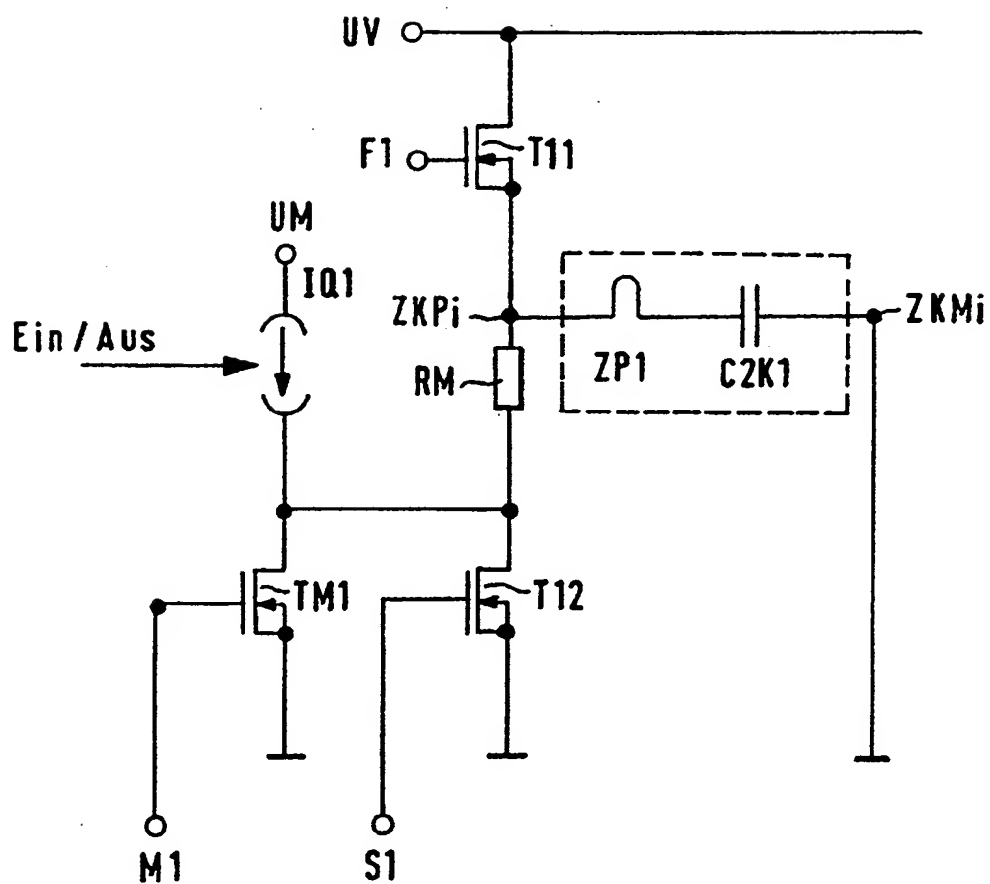 UV
F1
T11
UM
IQ1
Ein/Aus
ZKPi
ZKMi
RM
ZP1
C2K1
TM1
T12
M1
S1